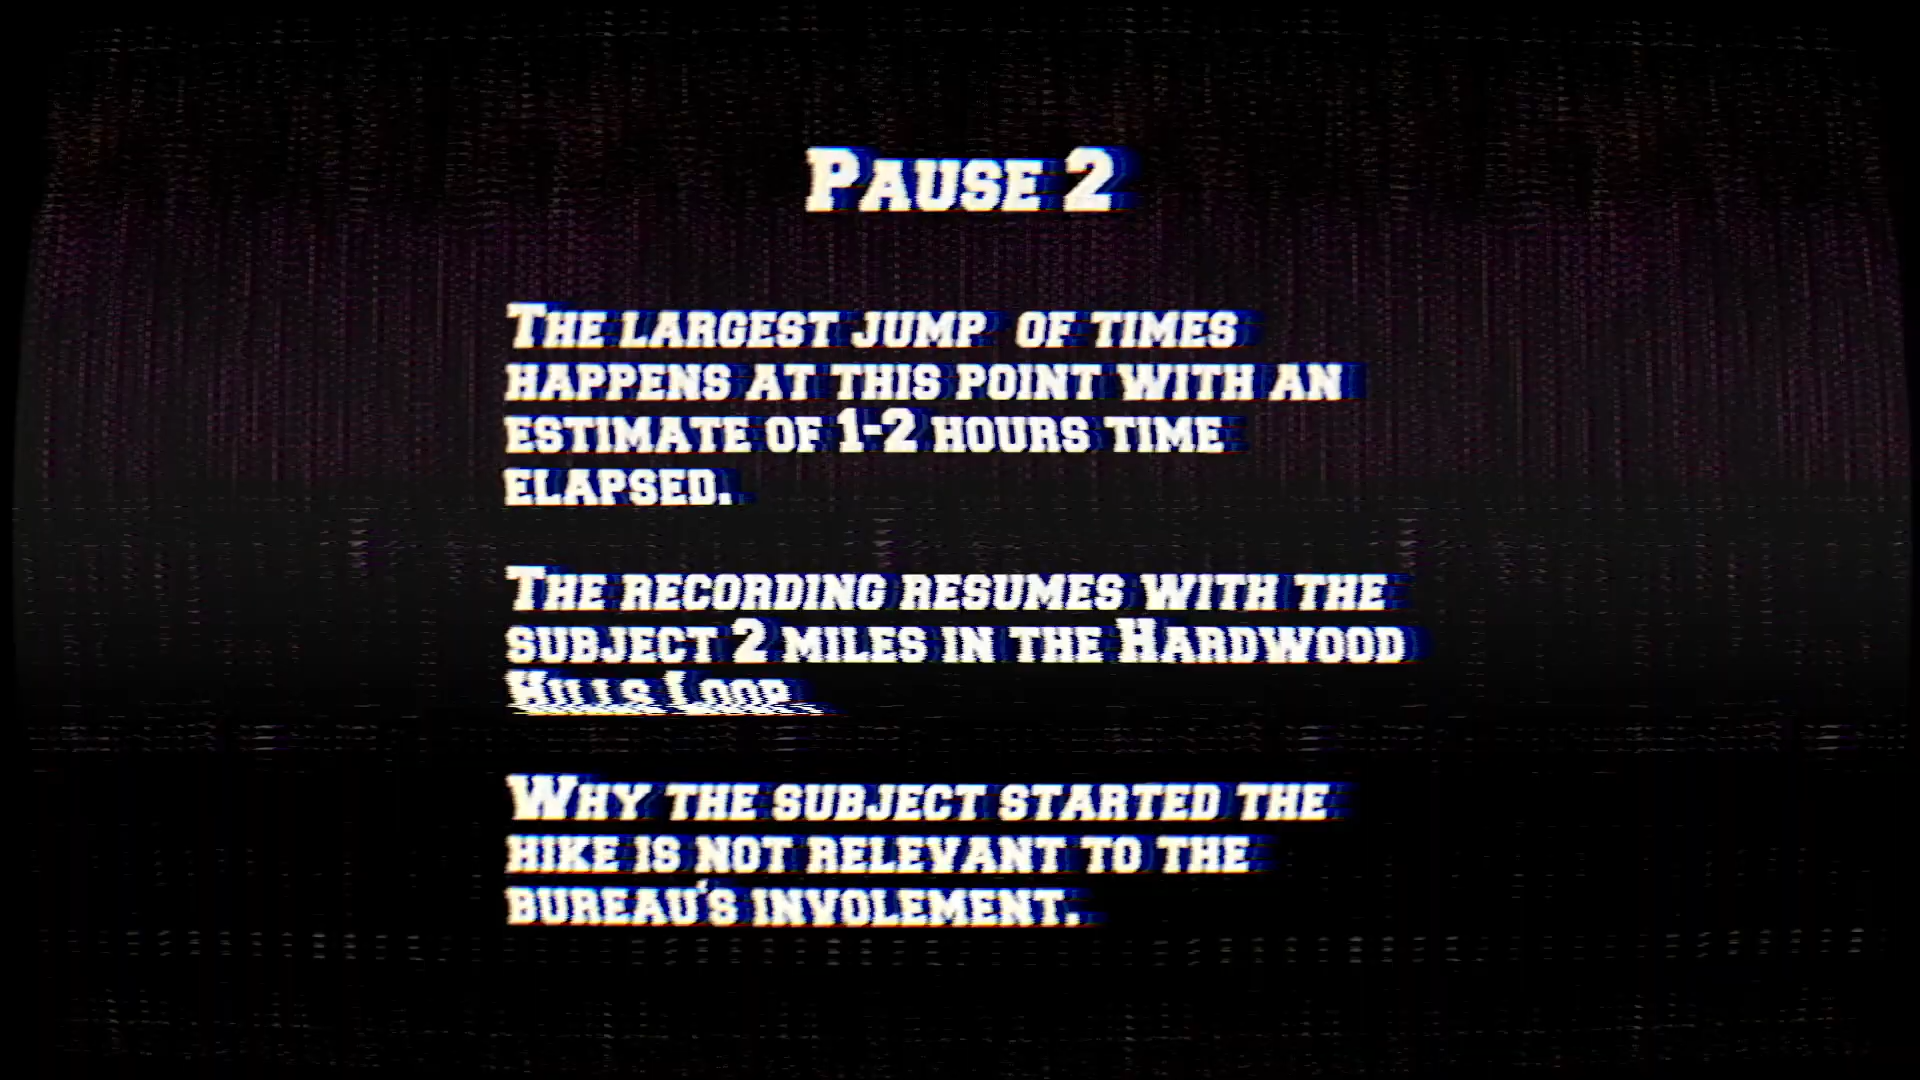 Pause 2
The largest jump  of times
happens at this point with an
estimate of 1-2 hours time
elapsed.
The recording resumes with the
subject 2 miles in the Hardwood
Hills Loop.
Why the subject started the
hike is not relevant to the
bureau's involement.